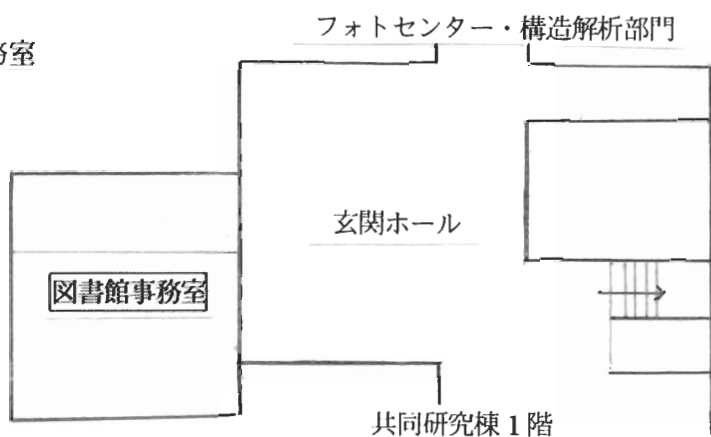 フォトセンター・構造解析部門
務室
玄関ホール
図書館事務室
共同研究棟1階